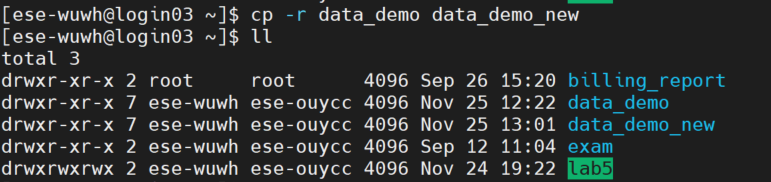 [ese-wuwh@login03 ~]$ cp -r data_demo data_demo_new
[ese-wuwh@login03 ~]$ ll
total 3
drwxr-xr-x 2 root     root      4096 Sep 26 15:20 billing_report
drwxr-xr-x 7 ese-wuwh ese-ouycc 4096 Nov 25 12:22 data_demo
drwxr-xr-x 7 ese-wuwh ese-ouycc 4096 Nov 25 13:01 data_demo_new
drwxr-xr-x 2 ese-wuwh ese-ouycc 4096 Sep 12 11:04 exam
drwxrwxrwx 2 ese-wuwh ese-ouycc 4096 Nov 24 19:22 lab5